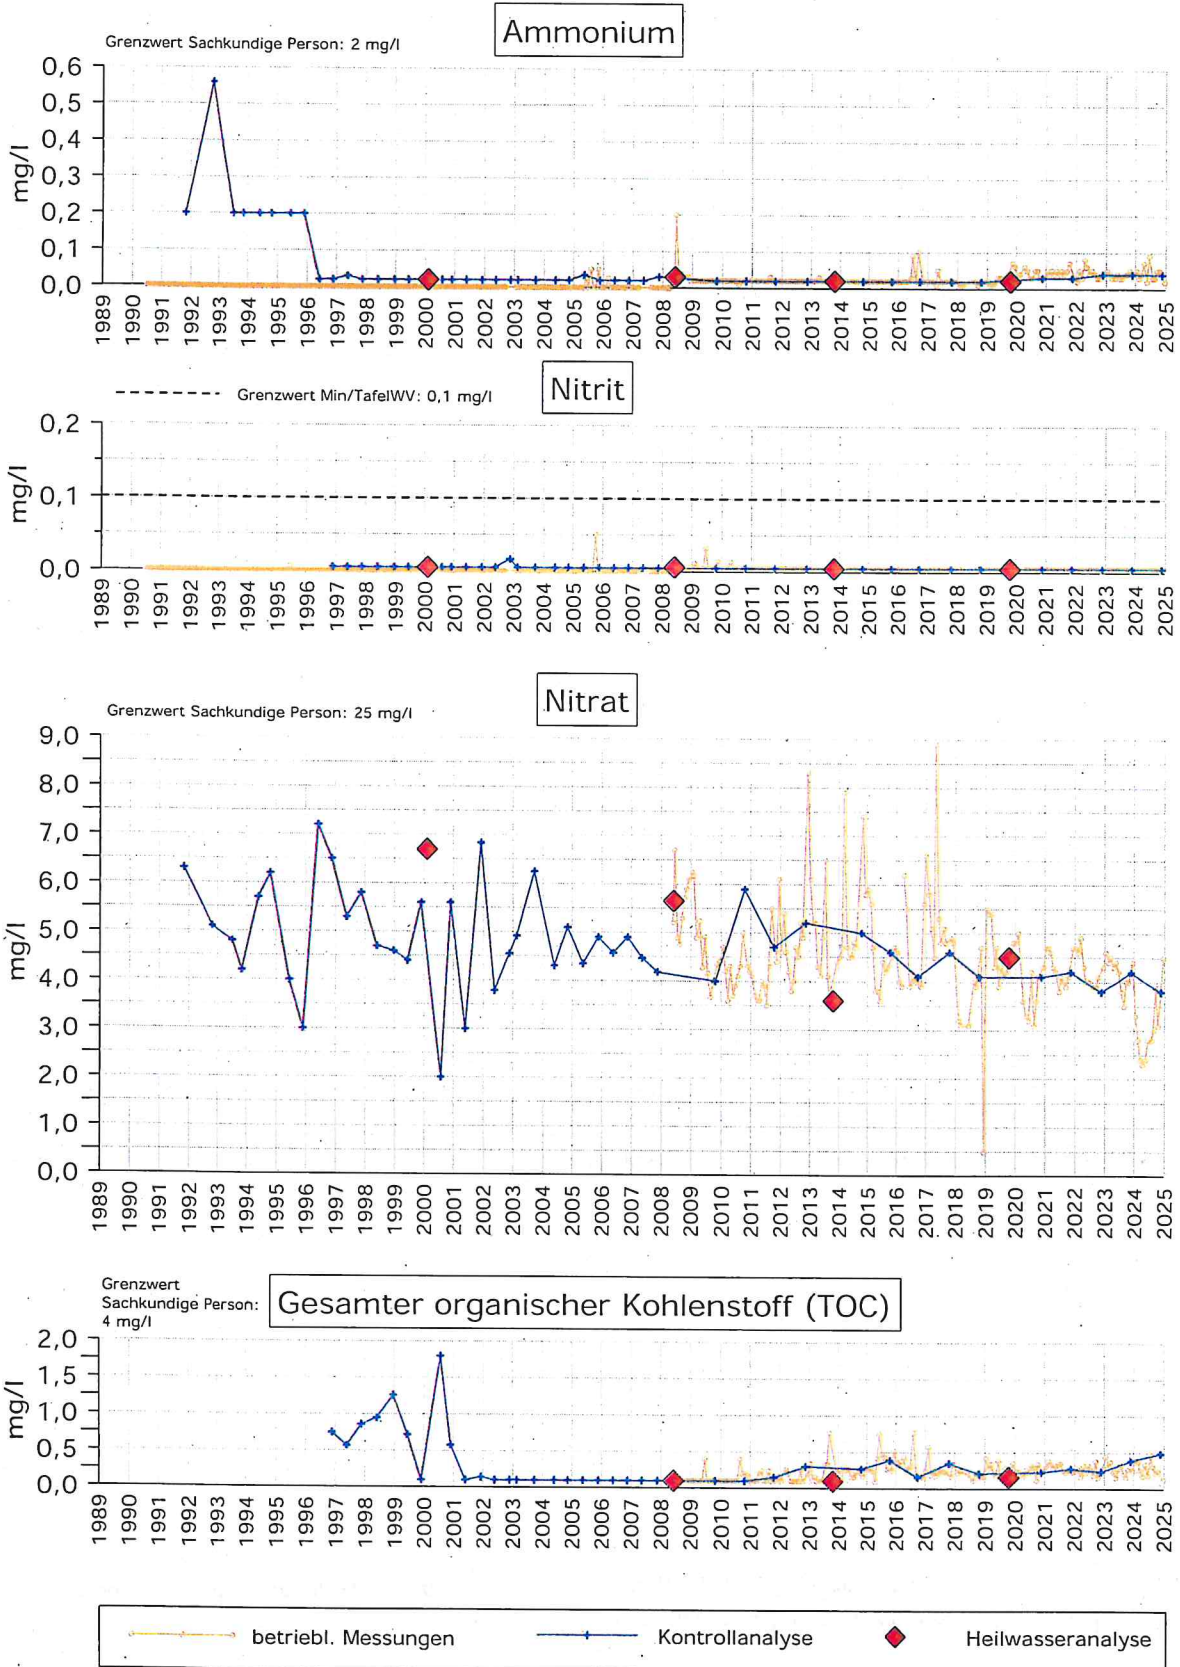 Ammonium
Grenzwert Sachkundige Person: 2 mg/l
mg/l
0,6
0,5
0,4
0,3
0,2
0,1
0,0
1989 1990 1991 1992 1993 1994 1995 1996 1997 1998 1999 2000 2001 2002 2003 2004 2005 2006 2007 2008 2009 2010 2011 2012 2013 2014 2015 2016 2017 2018 2019 2020 2021 2022 2023 2024 2025
Nitrit
Grenzwert Min/TafelWV: 0,1 mg/l
mg/l
0,2
0,1
0,0
1989 1990 1991 1992 1993 1994 1995 1996 1997 1998 1999 2000 2001 2002 2003 2004 2005 2006 2007 2008 2009 2010 2011 2012 2013 2014 2015 2016 2017 2018 2019 2020 2021 2022 2023 2024 2025
Nitrat
Grenzwert Sachkundige Person: 25 mg/l
mg/l
9,0
8,0
7,0
6,0
5,0
4,0
3,0
2,0
1,0
0,0
1989 1990 1991 1992 1993 1994 1995 1996 1997 1998 1999 2000 2001 2002 2003 2004 2005 2006 2007 2008 2009 2010 2011 2012 2013 2014 2015 2016 2017 2018 2019 2020 2021 2022 2023 2024 2025
Grenzwert
Sachkundige Person:
4 mg/l
Gesamter organischer Kohlenstoff (TOC)
mg/l
2,0
1,5
1,0
0,5
0,0
1989 1990 1991 1992 1993 1994 1995 1996 1997 1998 1999 2000 2001 2002 2003 2004 2005 2006 2007 2008 2009 2010 2011 2012 2013 2014 2015 2016 2017 2018 2019 2020 2021 2022 2023 2024 2025
betriebl. Messungen Kontrollanalyse Heilwasseranalyse